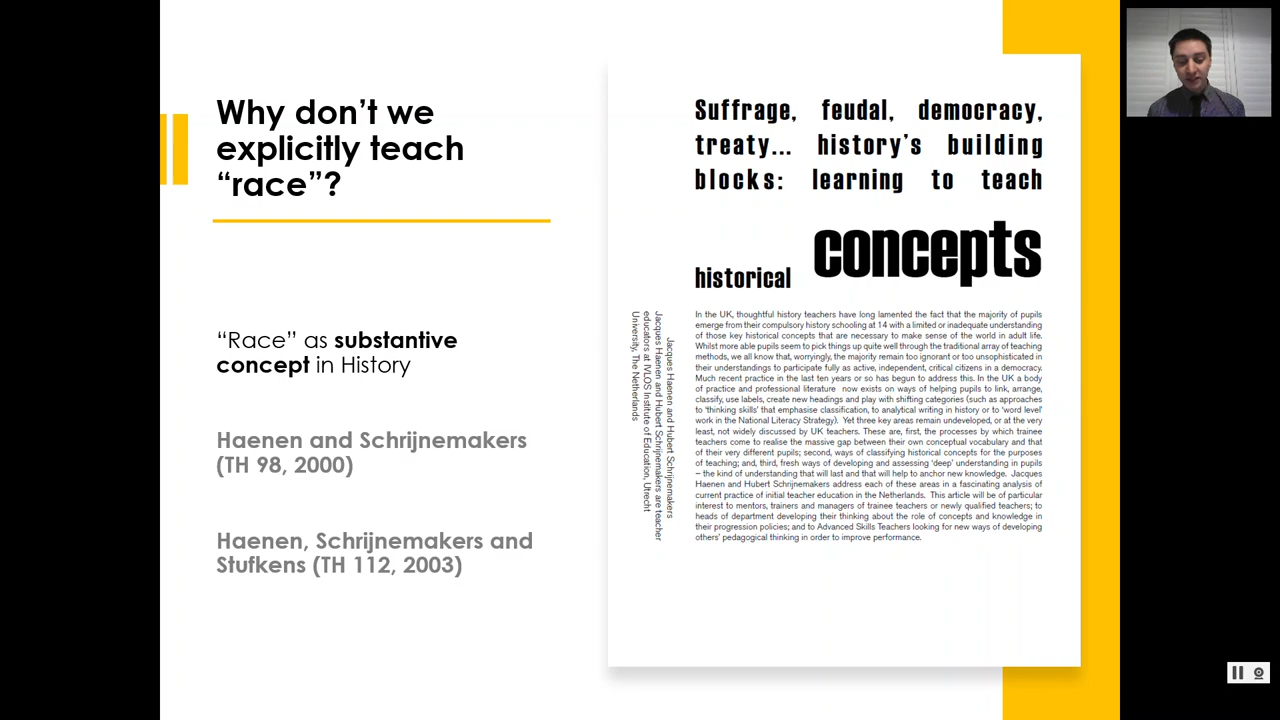 Why don’t we
explicitly teach
“race”?
“Race” as substantive
concept in History
Haenen and Schrijnemakers
(TH 98, 2000)
Haenen, Schrijnemakers and
Stufkens (TH 112, 2003)
Suffrage, feudal, democracy,
treaty... history’s building
blocks: learning to teach
historical concepts
Jacques Haenen and Hubert Schrijnemakers
Jacques Haenen and Hubert Schrijnemakers are teacher
educators at IVLOS Institute of Education, Utrecht
University, The Netherlands
In the UK, thoughtful history teachers have long lamented the fact that the majority of pupils
emerge from their compulsory history schooling at 14 with a limited or inadequate understanding
of those key historical concepts that are necessary to make sense of the world in adult life.
Whilst more able pupils seem to pick things up quite well through the traditional array of teaching
methods, we all know that, worryingly, the majority remain too ignorant or too unsophisticated in
their understandings to participate fully as active, independent, critical citizens in a democracy.
Much recent practice in the last ten years or so has begun to address this. In the UK a body
of practice and professional literature now exists on ways of helping pupils to link, arrange,
classify, use labels, create new headings and play with shifting categories (such as approaches
to ‘thinking skills’ that emphasise classification, to analytical writing in history or to ‘word level’
work in the National Literacy Strategy). Yet three key areas remain undeveloped, or at the very
least, not widely discussed by UK teachers. These are, first, the processes by which trainee
teachers come to realise the massive gap between their own conceptual vocabulary and that
of their very different pupils; second, ways of classifying historical concepts for the purposes
of teaching; and, third, fresh ways of developing and assessing ‘deep’ understanding in pupils
– the kind of understanding that will last and that will help to anchor new knowledge. Jacques
Haenen and Hubert Schrijnemakers address each of these areas in a fascinating analysis of
current practice of initial teacher education in the Netherlands. This article will be of particular
interest to mentors, trainers and managers of trainee teachers or newly qualified teachers; to
heads of department developing their thinking about the role of concepts and knowledge in
their progression policies; and to Advanced Skills Teachers looking for new ways of developing
others’ pedagogical thinking in order to improve performance.